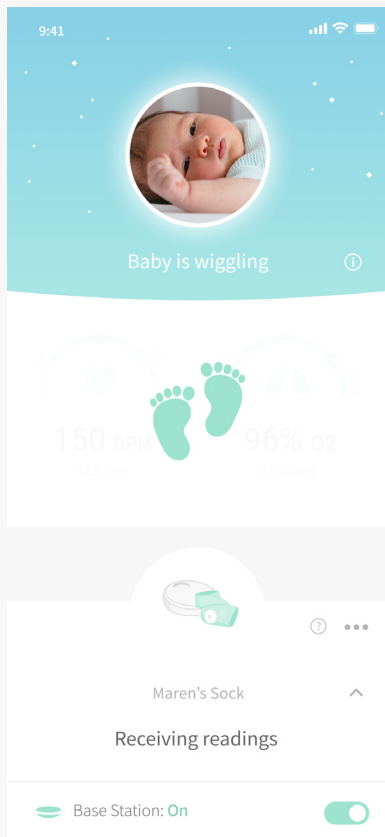 9:41
Baby is wiggling
150 BPM
96% O2
Maren's Sock
Receiving readings
Base Station: On